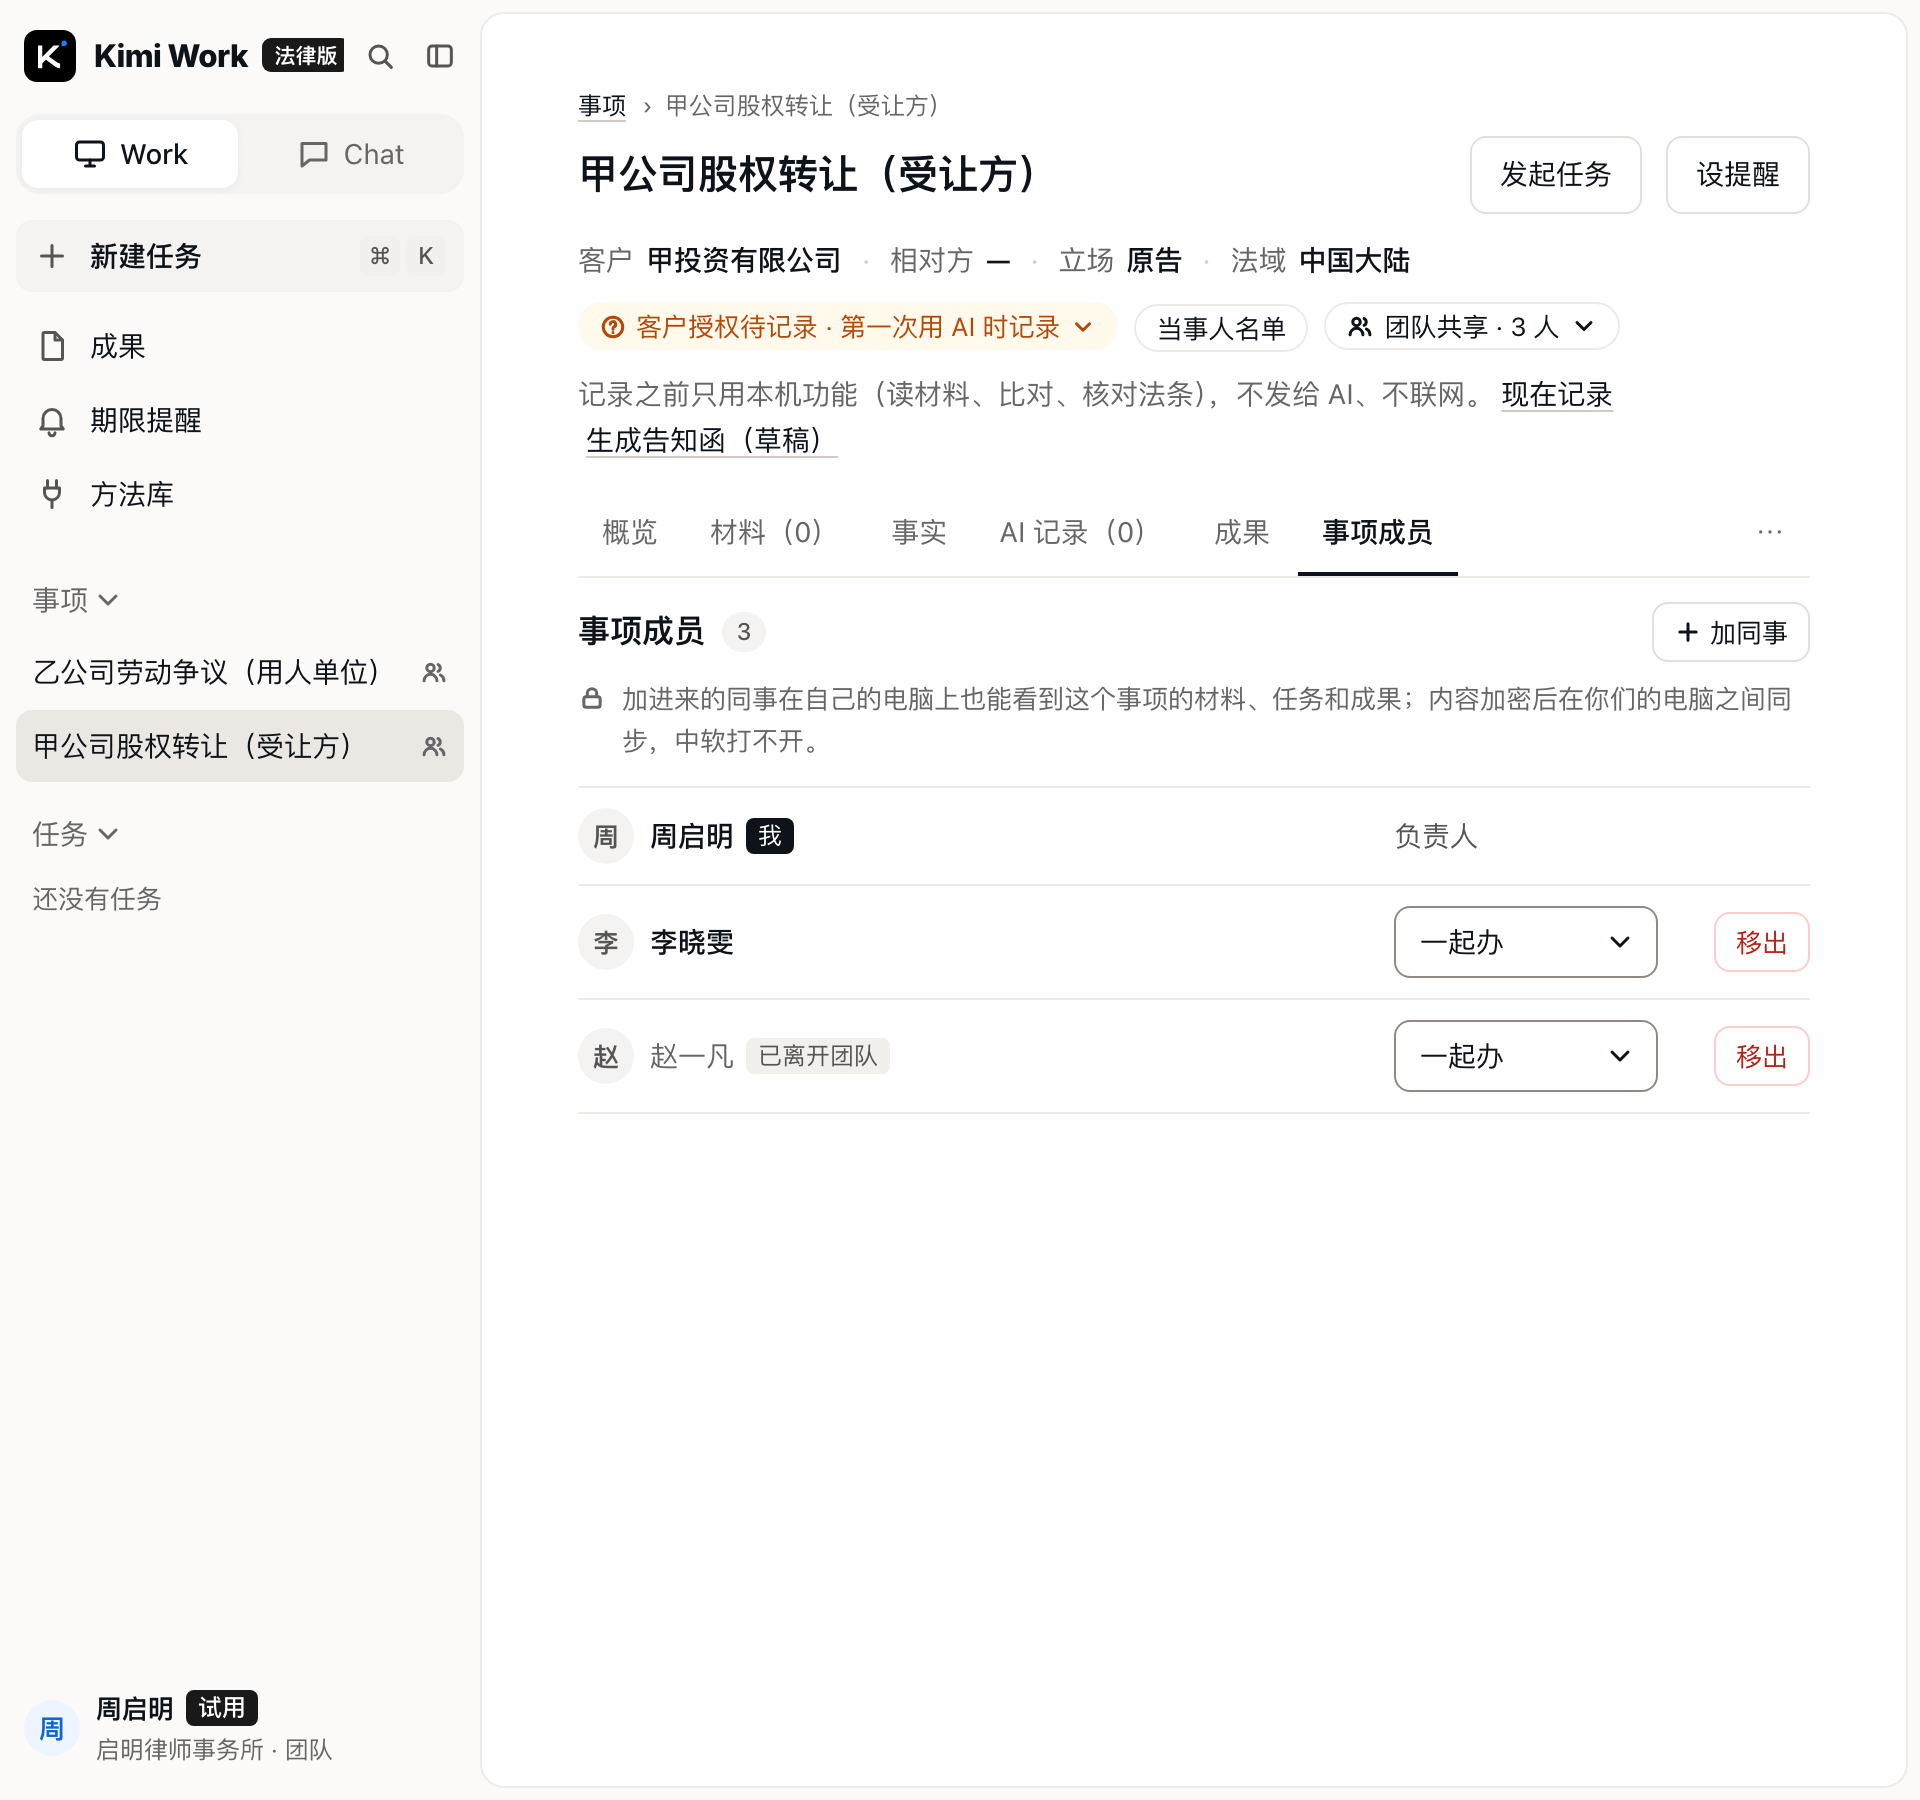 Kimi Work 法律版
Work
Chat
新建任务 ⌘ K
成果
期限提醒
方法库
事项
乙公司劳动争议（用人单位）
甲公司股权转让（受让方）
任务
还没有任务
周 周启明 试用
启明律师事务所 · 团队
事项 › 甲公司股权转让（受让方）
甲公司股权转让（受让方）
发起任务
设提醒
客户 甲投资有限公司 · 相对方 — · 立场 原告 · 法域 中国大陆
客户授权待记录 · 第一次用 AI 时记录
当事人名单
团队共享 · 3 人
记录之前只用本机功能（读材料、比对、核对法条），不发给 AI、不联网。 现在记录
生成告知函（草稿）
概览 材料（0） 事实 AI 记录（0） 成果 事项成员 ···
事项成员 3
+ 加同事
加进来的同事在自己的电脑上也能看到这个事项的材料、任务和成果；内容加密后在你们的电脑之间同
步，中软打不开。
周 周启明 我 负责人
李 李晓雯 一起办 移出
赵 赵一凡 已离开团队 一起办 移出